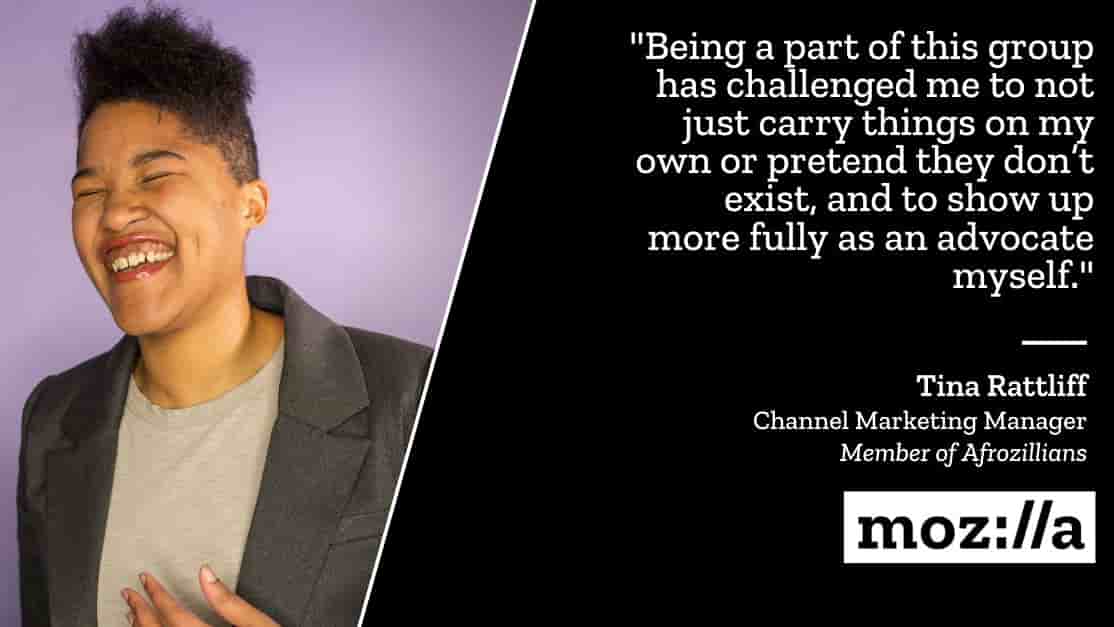 "Being a part of this group
has challenged me to not
just carry things on my
own or pretend they don’t
exist, and to show up
more fully as an advocate
myself."
Tina Rattliff
Channel Marketing Manager
Member of Afrozillians
moz://a